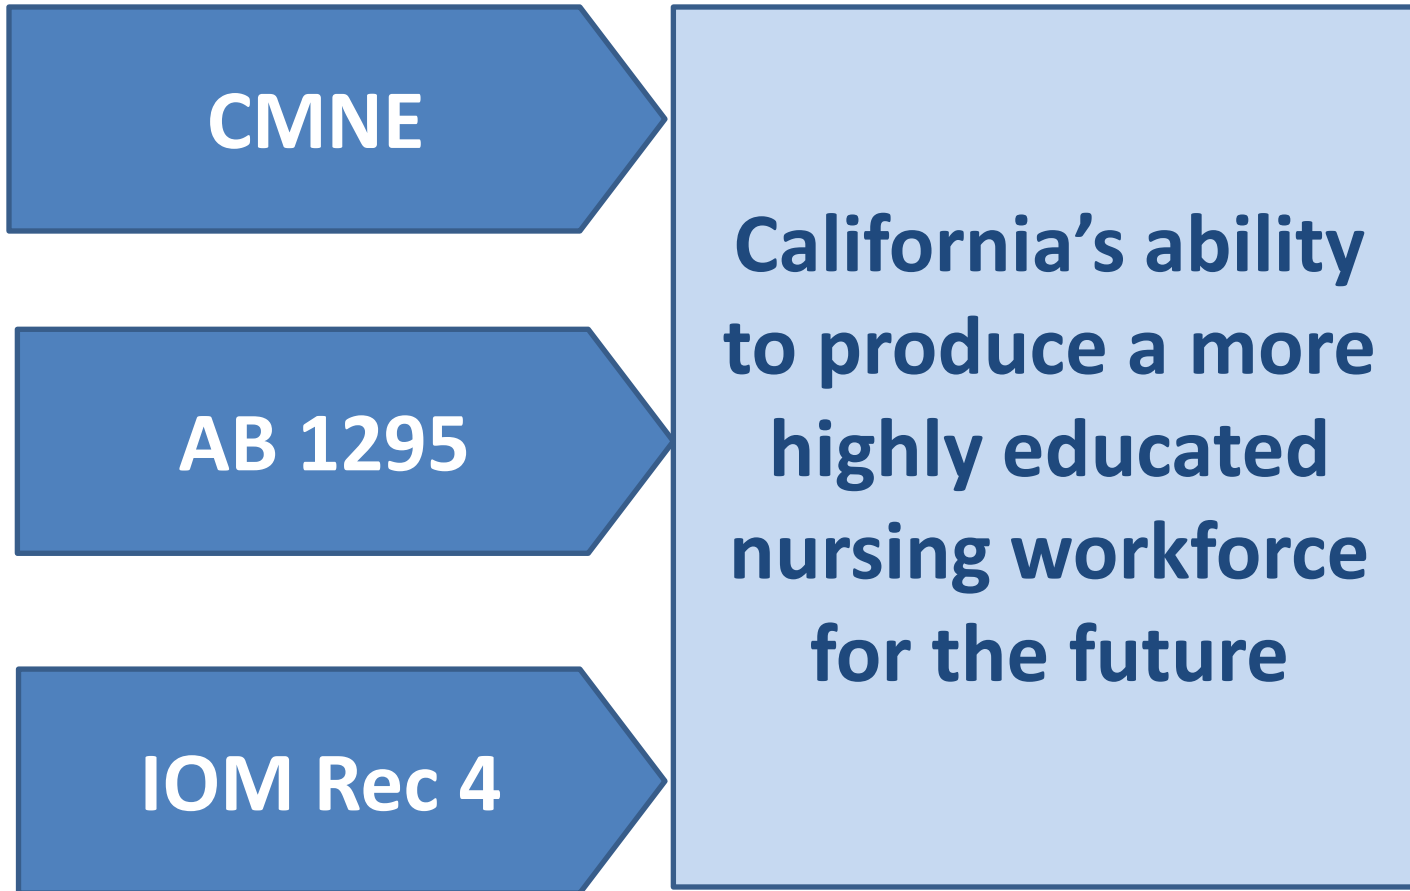 CMNE
AB 1295
IOM Rec 4
California’s ability
to produce a more
highly educated
nursing workforce
for the future